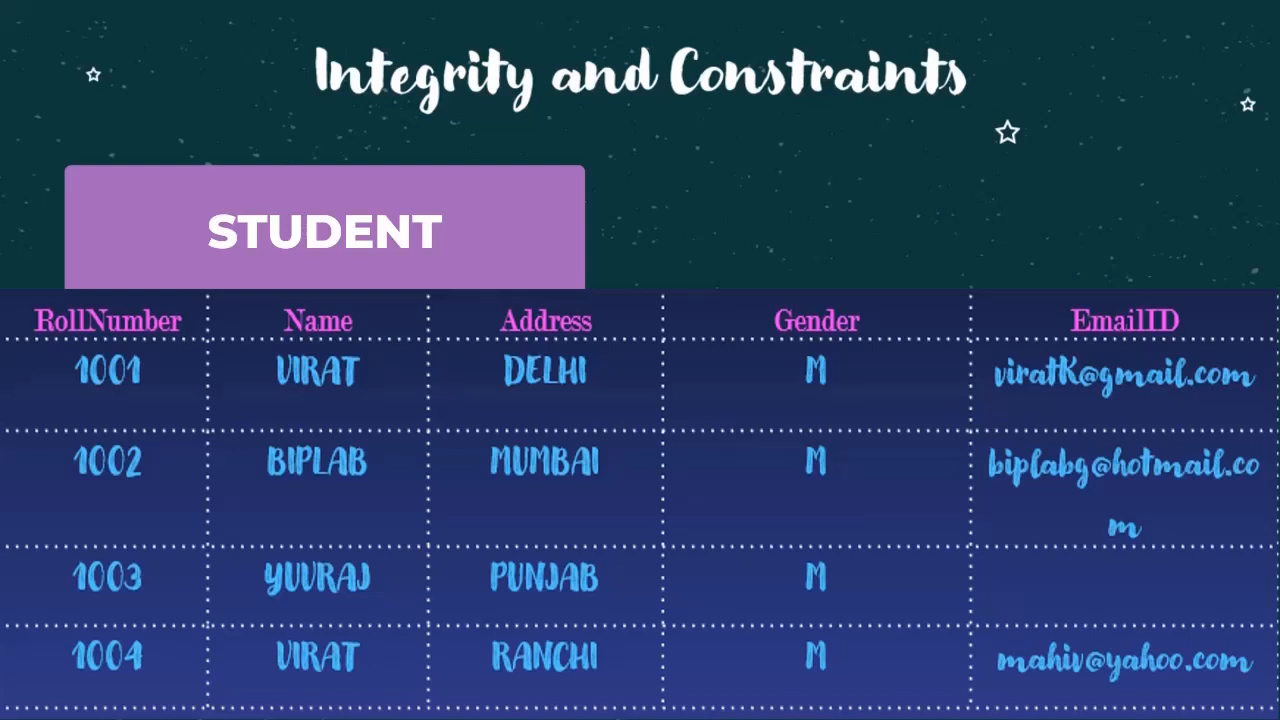 Integrity and Constraints
STUDENT
RollNumber Name Address Gender EmailID
1001 VIRAT DELHI M viratK@gmail.com
1002 BIPLAB MUMBAI M biplabg@hotmail.co
m
1003 YUVRAJ PUNJAB M
1004 VIRAT RANCHI M mahiv@yahoo.com